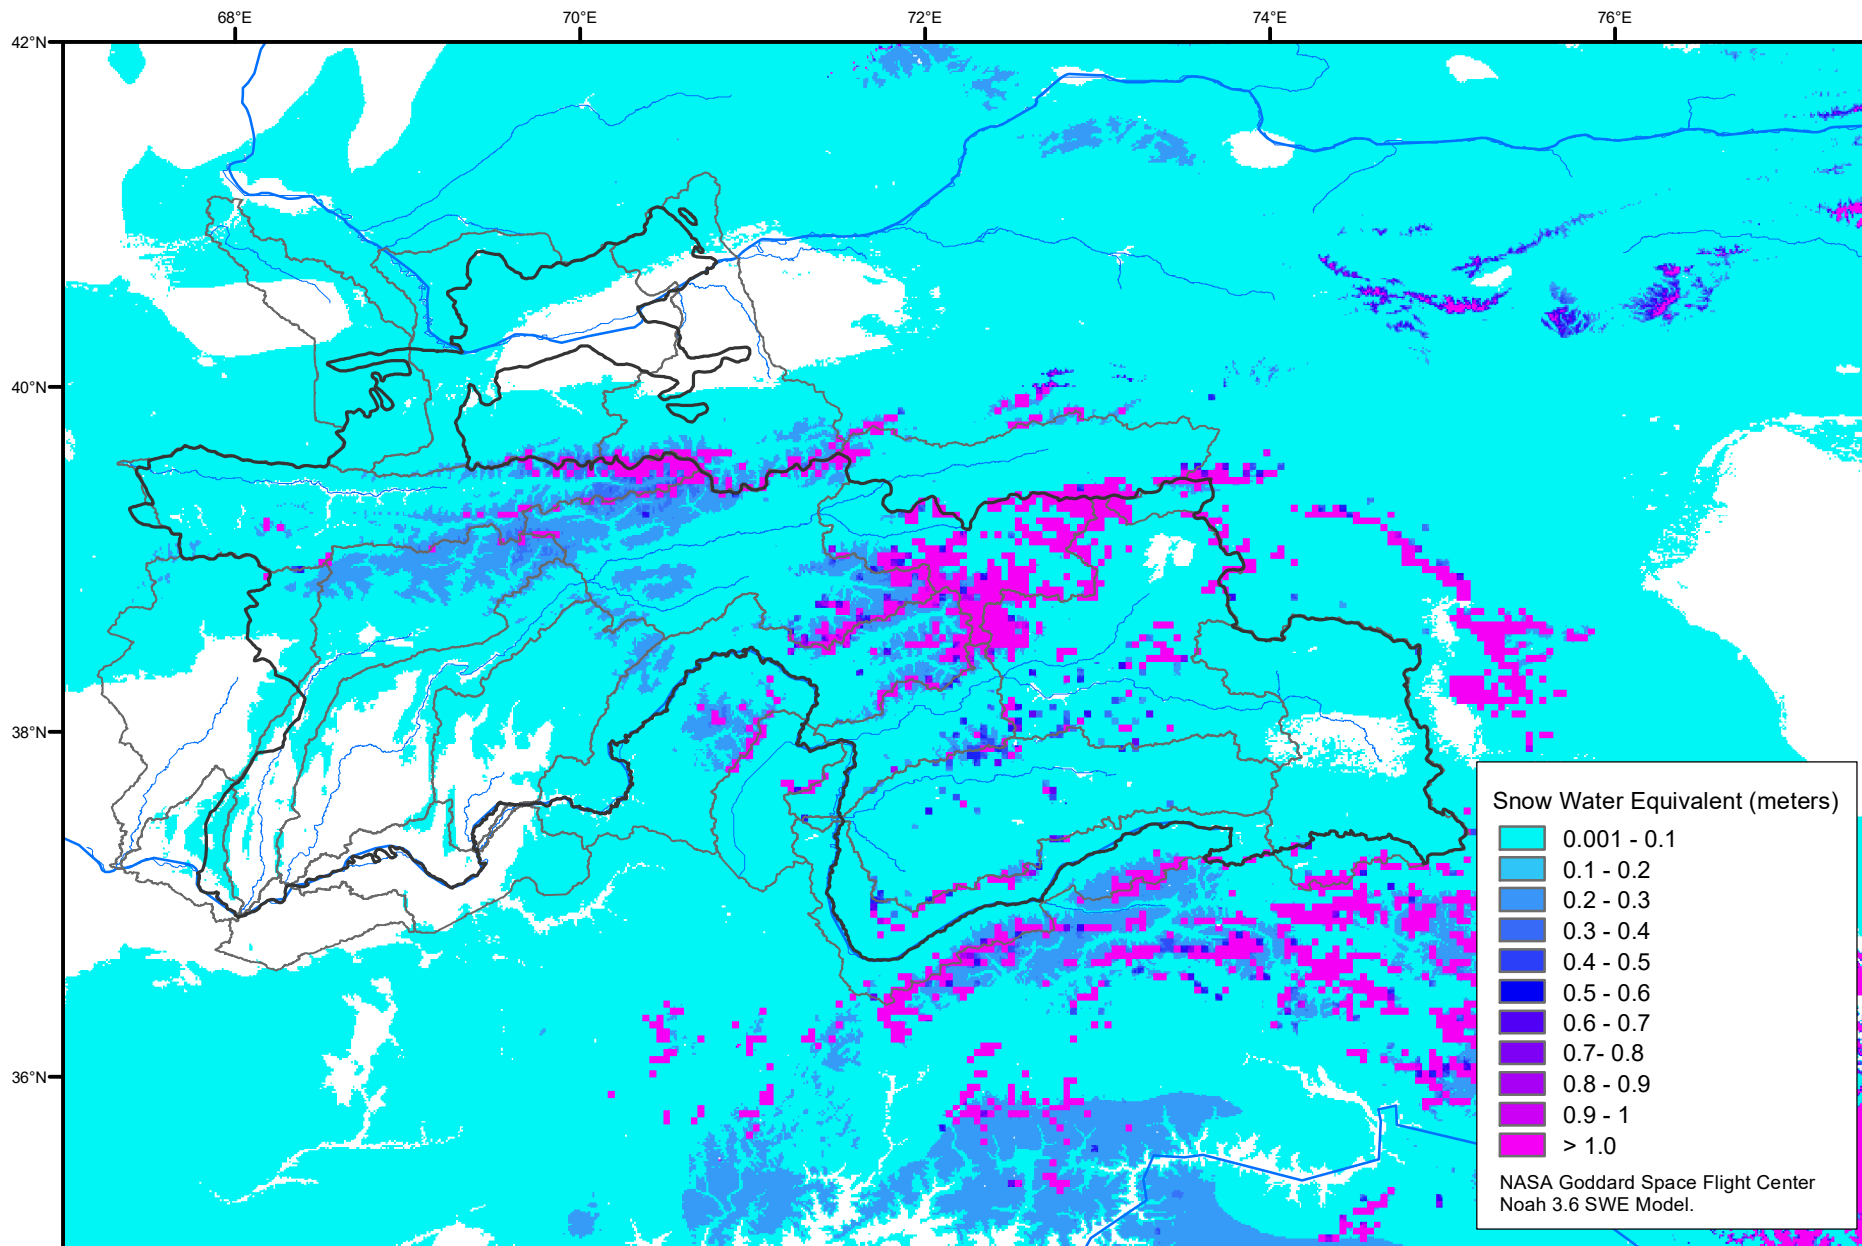 68°E
70°E
72°E
74°E
76°E
42°N
40°N
38°N
36°N
Snow Water Equivalent (meters)
0.001 - 0.1
0.1 - 0.2
0.2 - 0.3
0.3 - 0.4
0.4 - 0.5
0.5 - 0.6
0.6 - 0.7
0.7- 0.8
0.8 - 0.9
0.9 - 1
> 1.0
NASA Goddard Space Flight Center
Noah 3.6 SWE Model.